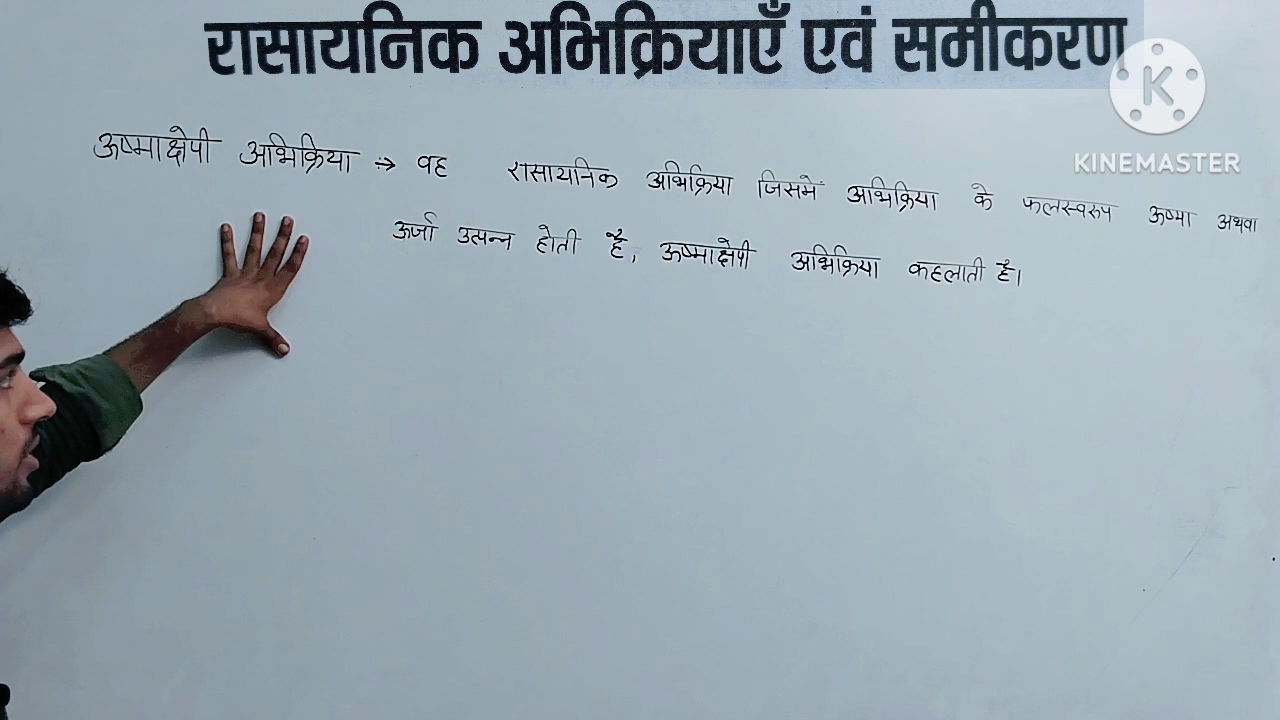 रासायनिक अभिक्रियाएँ एवं समीकरण
KINEMASTER
ऊष्माक्षेपी अभिक्रिया → वह रासायनिक अभिक्रिया जिसमें अभिक्रिया के फलस्वरूप ऊष्मा अथवा
ऊर्जा उत्पन्न होती है, ऊष्माक्षेपी अभिक्रिया कहलाती है।